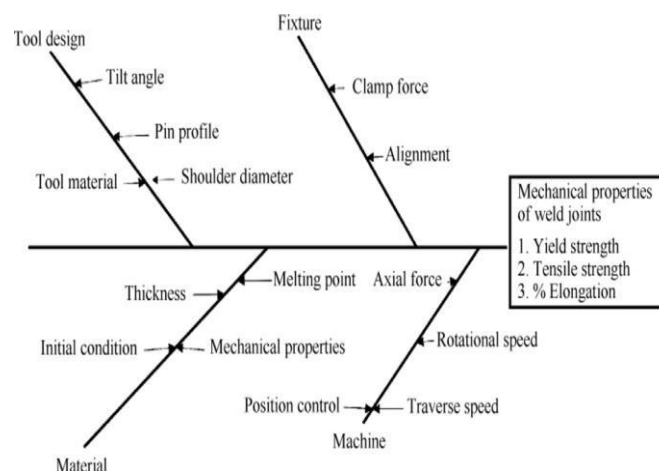 Fixture
Tool design
Tilt angle
Clamp force
Pin profile
Alignment
Tool material
Shoulder diameter
Mechanical properties
of weld joints
1. Yield strength
2. Tensile strength
3. % Elongation
Melting point
Axial force
Thickness
Rotational speed
Initial condition
Mechanical properties
Position control
Traverse speed
Machine
Material